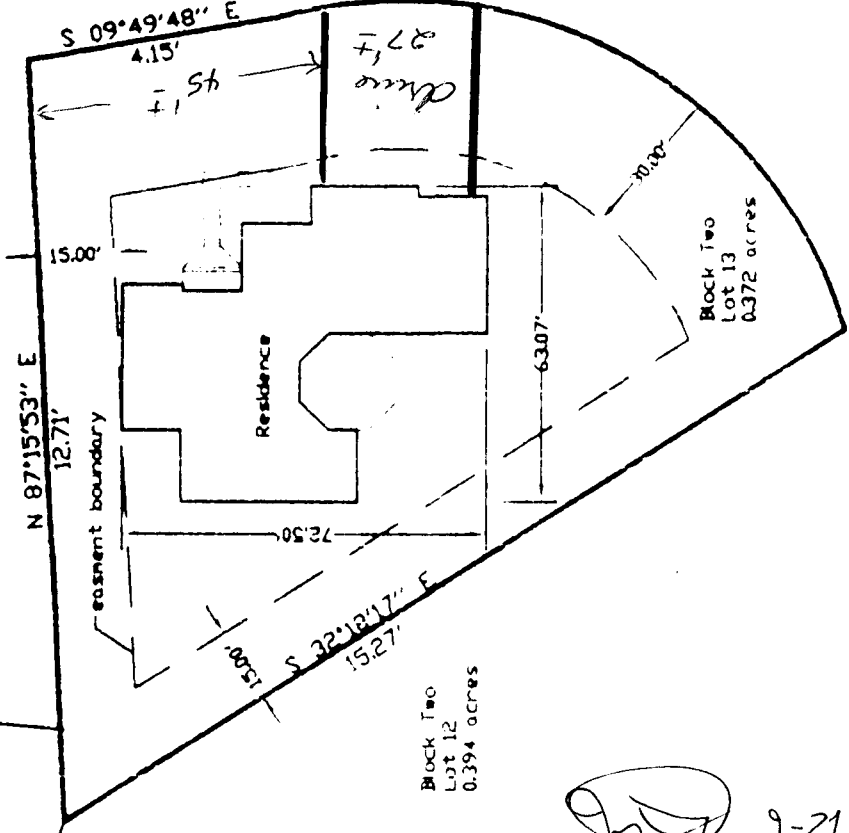 S 09°49'48'' E
4.15'
45'±
Drive
27'±
15.00'
N 87°15'53'' E
12.71'
easment boundary
Residence
63.07'
72.50'
30.00'
Block Two
Lot 13
0.372 acres
15.00'
S 32°12'17'' E
15.27'
Block Two
Lot 12
0.394 acres
9-21